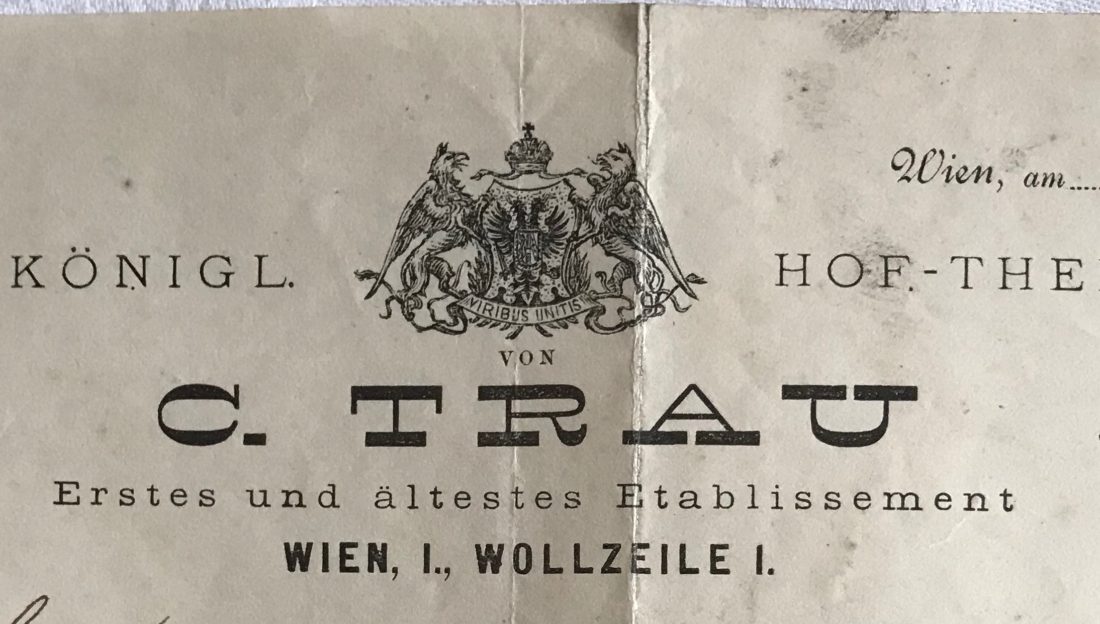 Wien, am
KÖNIGL. HOF.-THE
VIRIBUS UNITIS
VON
C. TRAU
Erstes und ältestes Etablissement
WIEN, I., WOLLZEILE I.